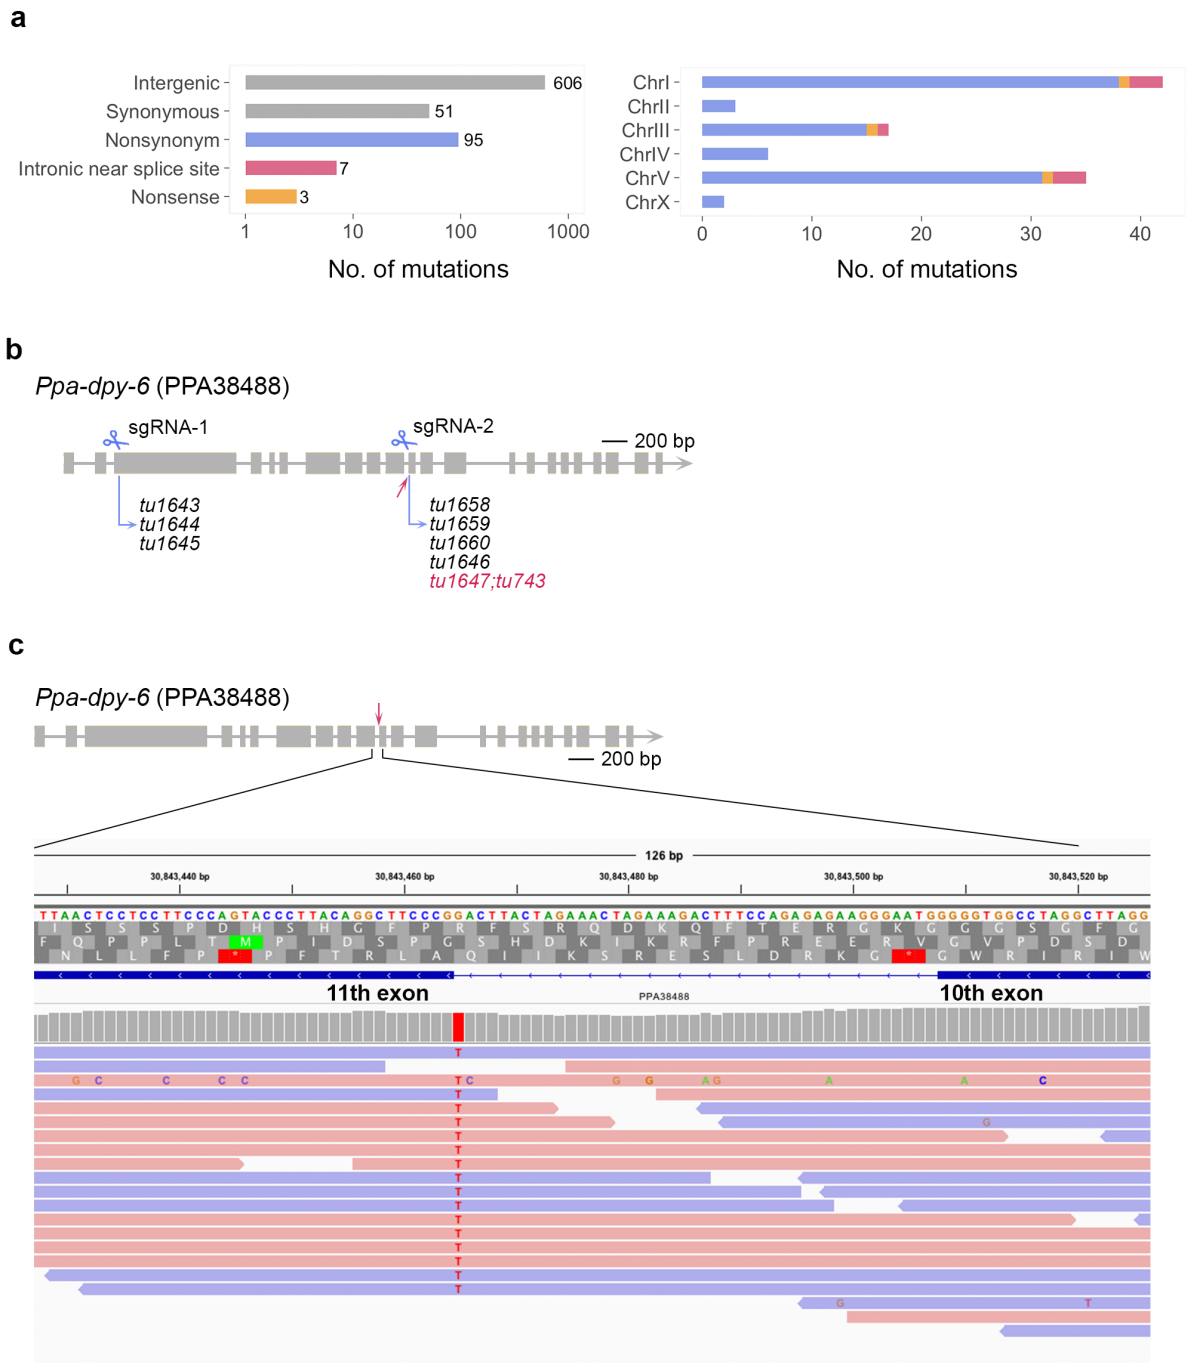 a
Intergenic
Synonymous
Nonsynonym
Intronic near splice site
Nonsense
606
51
95
7
3
1
10
100
1000
No. of mutations
ChrI
ChrII
ChrIII
ChrIV
ChrV
ChrX
0
10
20
30
40
No. of mutations
b
Ppa-dpy-6 (PPA38488)
sgRNA-1
sgRNA-2
200 bp
tu1643
tu1644
tu1645
tu1658
tu1659
tu1660
tu1646
tu1647;tu743
c
Ppa-dpy-6 (PPA38488)
200 bp
126 bp
30,843,440 bp
30,843,460 bp
30,843,480 bp
30,843,500 bp
30,843,520 bp
TTAACTCCTCCTTCCCAGTACCCTTACAGGCTTCCCGGACTTACTAGAAACTAGAAAGACTTTCCAGAGAGAAGGGAATGGGGGTGGCCTAGGCTTAGG
I S S S P D H S H G F P R F S R Q D K Q F T E R G K G G G S G F G
F Q P P L T M P I D S P G S H D K I K R F P R E E R V G V P D S D
N L L F P * P F T R L A Q I I K S R E S L D R K G * G W R I R I W
11th exon
PPA38488
10th exon
T
G C C C C T C G G A G A A C
T
T
T G
T
T
T
T
T
T
T
T
T
T
T
T
G T